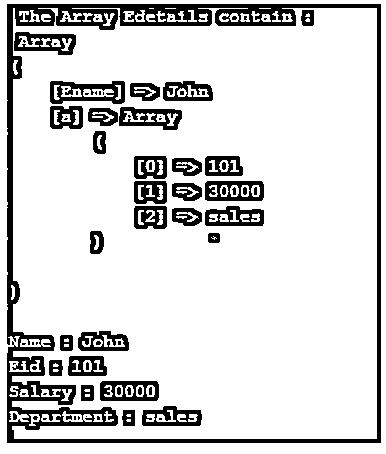 The Array Edetails contain :
Array
(
[Ename] => John
[a] => Array
(
[0] => 101
[1] => 30000
[2] => sales
)
)
Name : John
Eid : 101
Salary : 30000
Department : sales